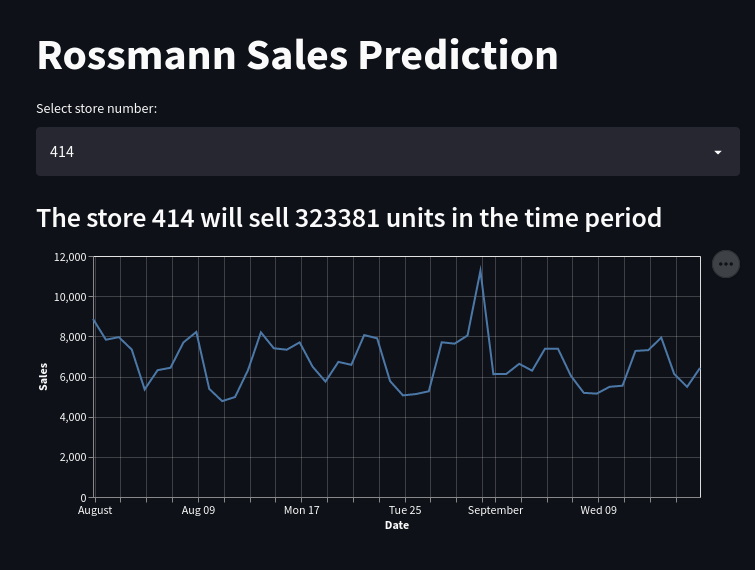 Rossmann Sales Prediction
Select store number:
414
The store 414 will sell 323381 units in the time period
12,000
10,000
8,000
6,000
4,000
2,000
0
Sales
August Aug 09 Mon 17 Tue 25 September Wed 09
Date